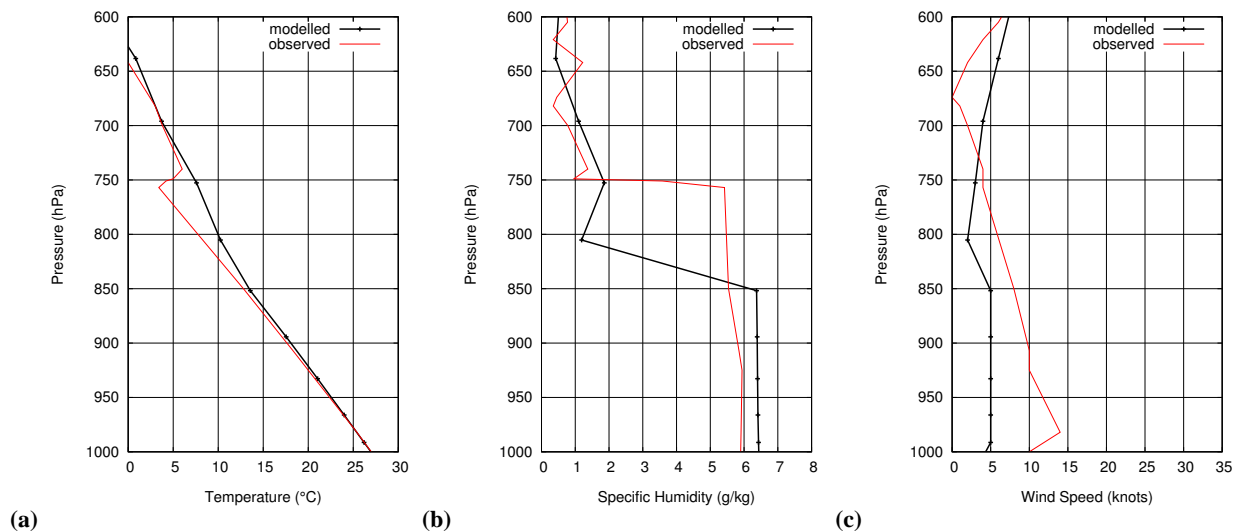 600
650
700
750
800
850
900
950
1000
0 5 10 15 20 25 30
Pressure (hPa)
Temperature (°C)
modelled
observed
(a)
600
650
700
750
800
850
900
950
1000
0 1 2 3 4 5 6 7 8
Pressure (hPa)
Specific Humidity (g/kg)
modelled
observed
(b)
600
650
700
750
800
850
900
950
1000
0 5 10 15 20 25 30 35
Pressure (hPa)
Wind Speed (knots)
modelled
observed
(c)